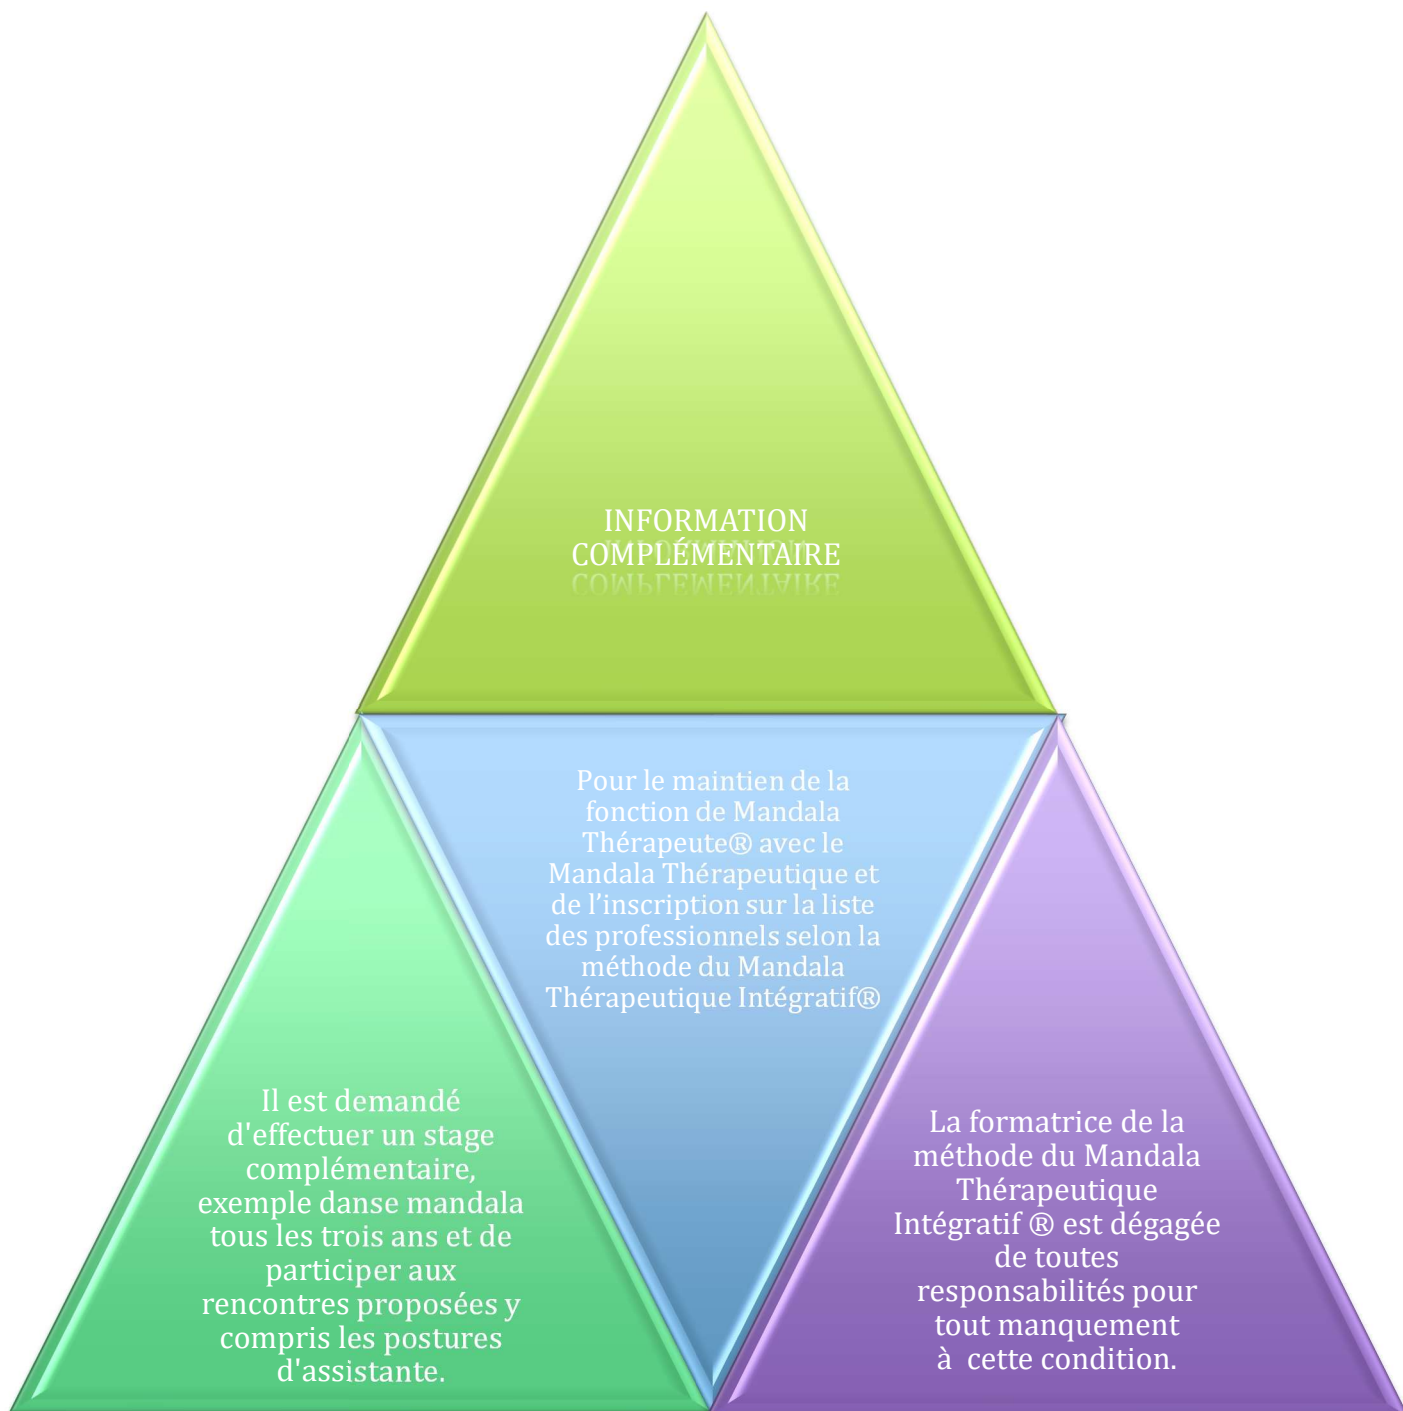 INFORMATION
COMPLÉMENTAIRE
Pour le maintien de la
fonction de Mandala
Thérapeute® avec le
Mandala Thérapeutique et
de l’inscription sur la liste
des professionnels selon la
méthode du Mandala
Thérapeutique Intégratif®
Il est demandé
d'effectuer un stage
complémentaire,
exemple danse mandala
tous les trois ans et de
participer aux
rencontres proposées y
compris les postures
d'assistante.
La formatrice de la
méthode du Mandala
Thérapeutique
Intégratif ® est dégagée
de toutes
responsabilités pour
tout manquement
à cette condition.